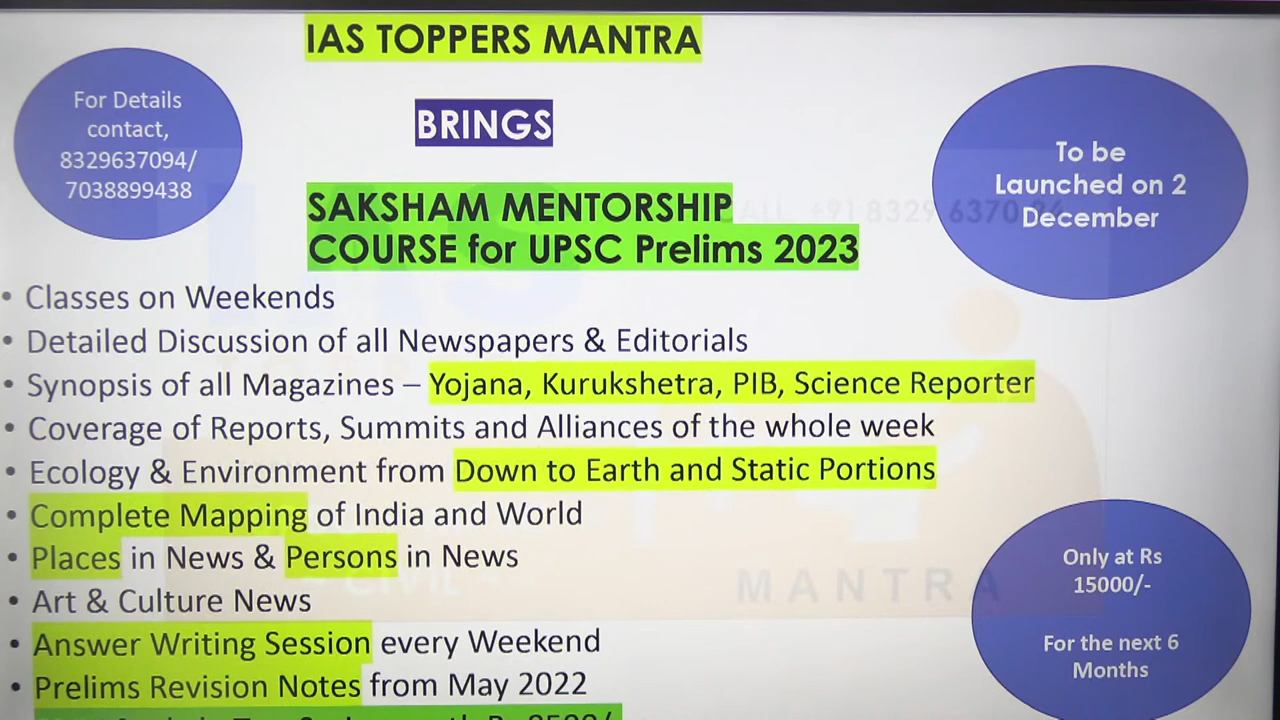 IAS TOPPERS MANTRA
For Details
contact,
8329637094/
7038899438
BRINGS
To be
Launched on 2
December
SAKSHAM MENTORSHIP
COURSE for UPSC Prelims 2023
• Classes on Weekends
• Detailed Discussion of all Newspapers & Editorials
• Synopsis of all Magazines – Yojana, Kurukshetra, PIB, Science Reporter
• Coverage of Reports, Summits and Alliances of the whole week
• Ecology & Environment from Down to Earth and Static Portions
• Complete Mapping of India and World
• Places in News & Persons in News
• Art & Culture News
• Answer Writing Session every Weekend
• Prelims Revision Notes from May 2022
Only at Rs
15000/-
For the next 6
Months
MANTRA